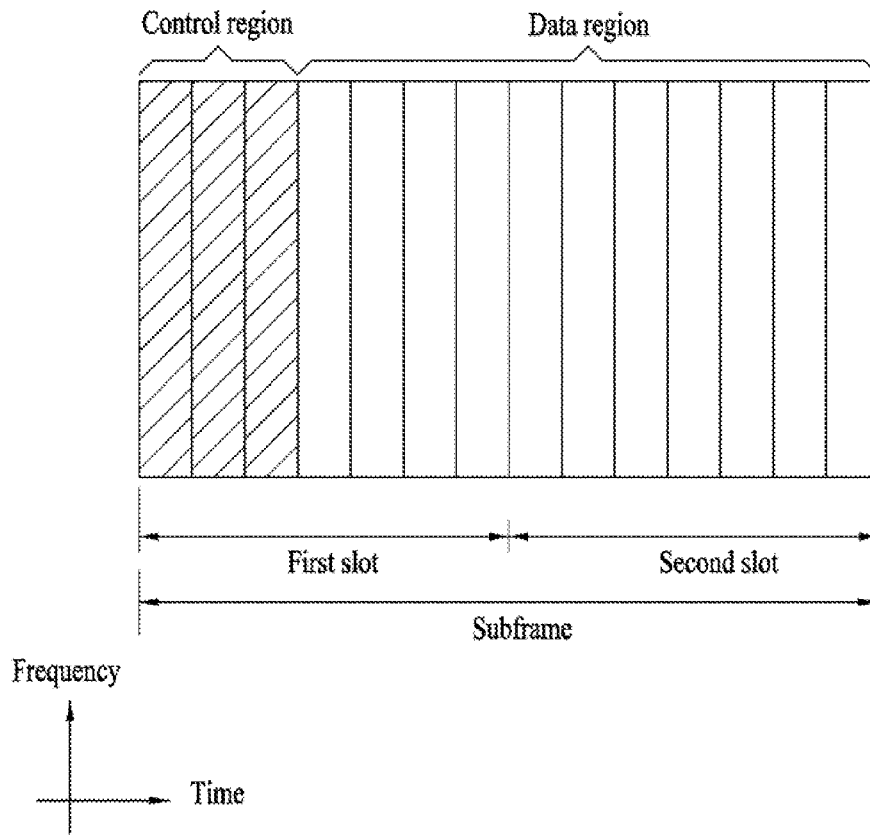 Control region
Data region
First slot
Second slot
Subframe
Frequency
Time